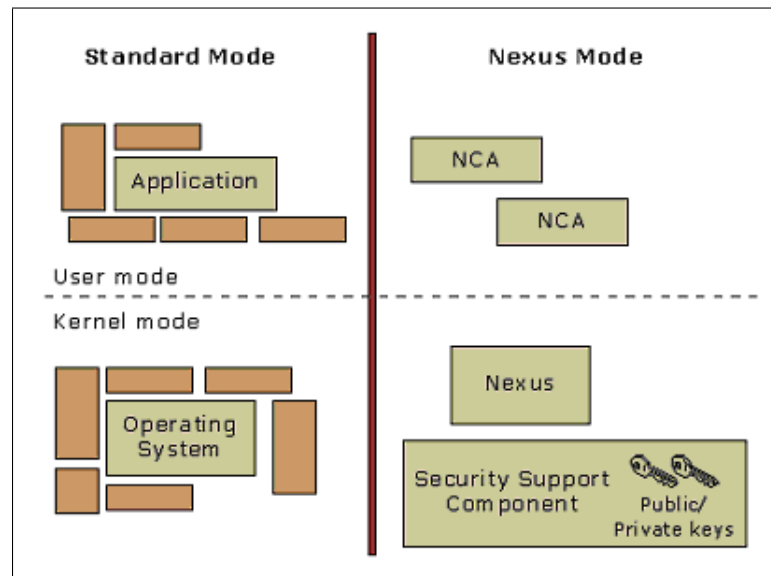 Standard Mode
Nexus Mode
Application
NCA
NCA
User mode
Kernel mode
Operating
System
Nexus
Security Support
Component
Public/
Private keys